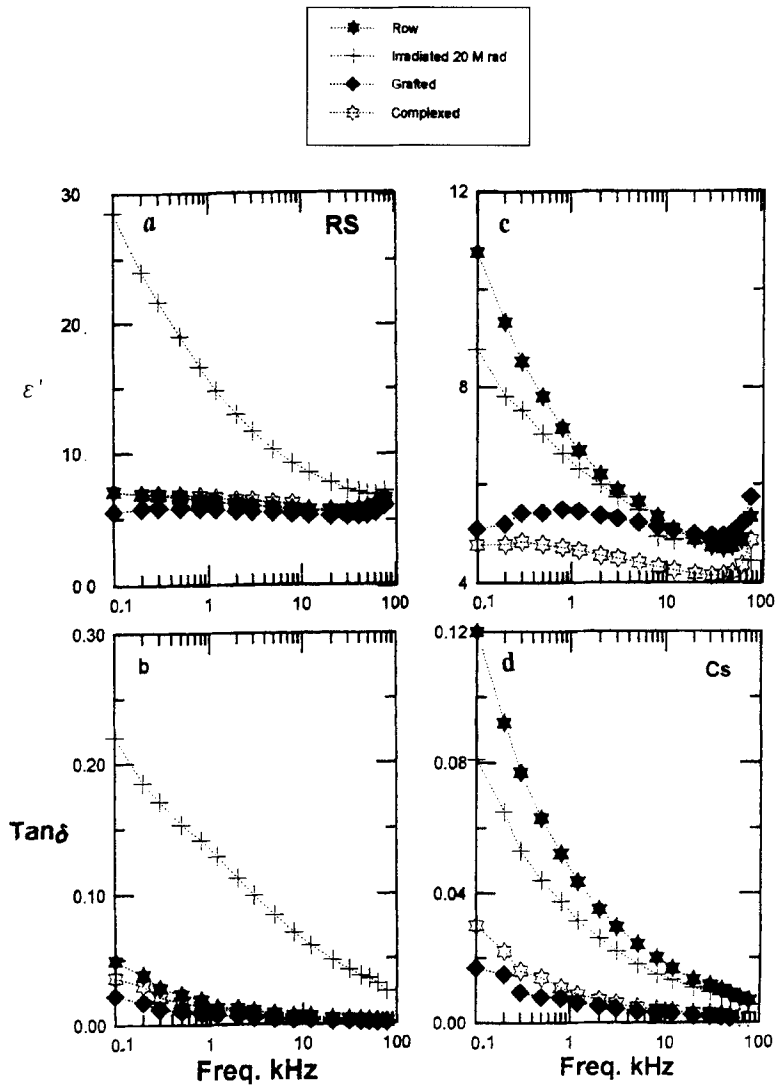 Row
Irradiated 20 M rad
Grafted
Complexed
30
a
RS
20
ε'
10
0 0
0.1 1 10 100
12
c
8
4
0.1 1 10 100
0.30
b
0.20
Tanδ
0.10
0.00
0.1 1 10 100
Freq. kHz
0.12
d
Cs
0.08
0.04
0.00
0.1 1 10 100
Freq. kHz